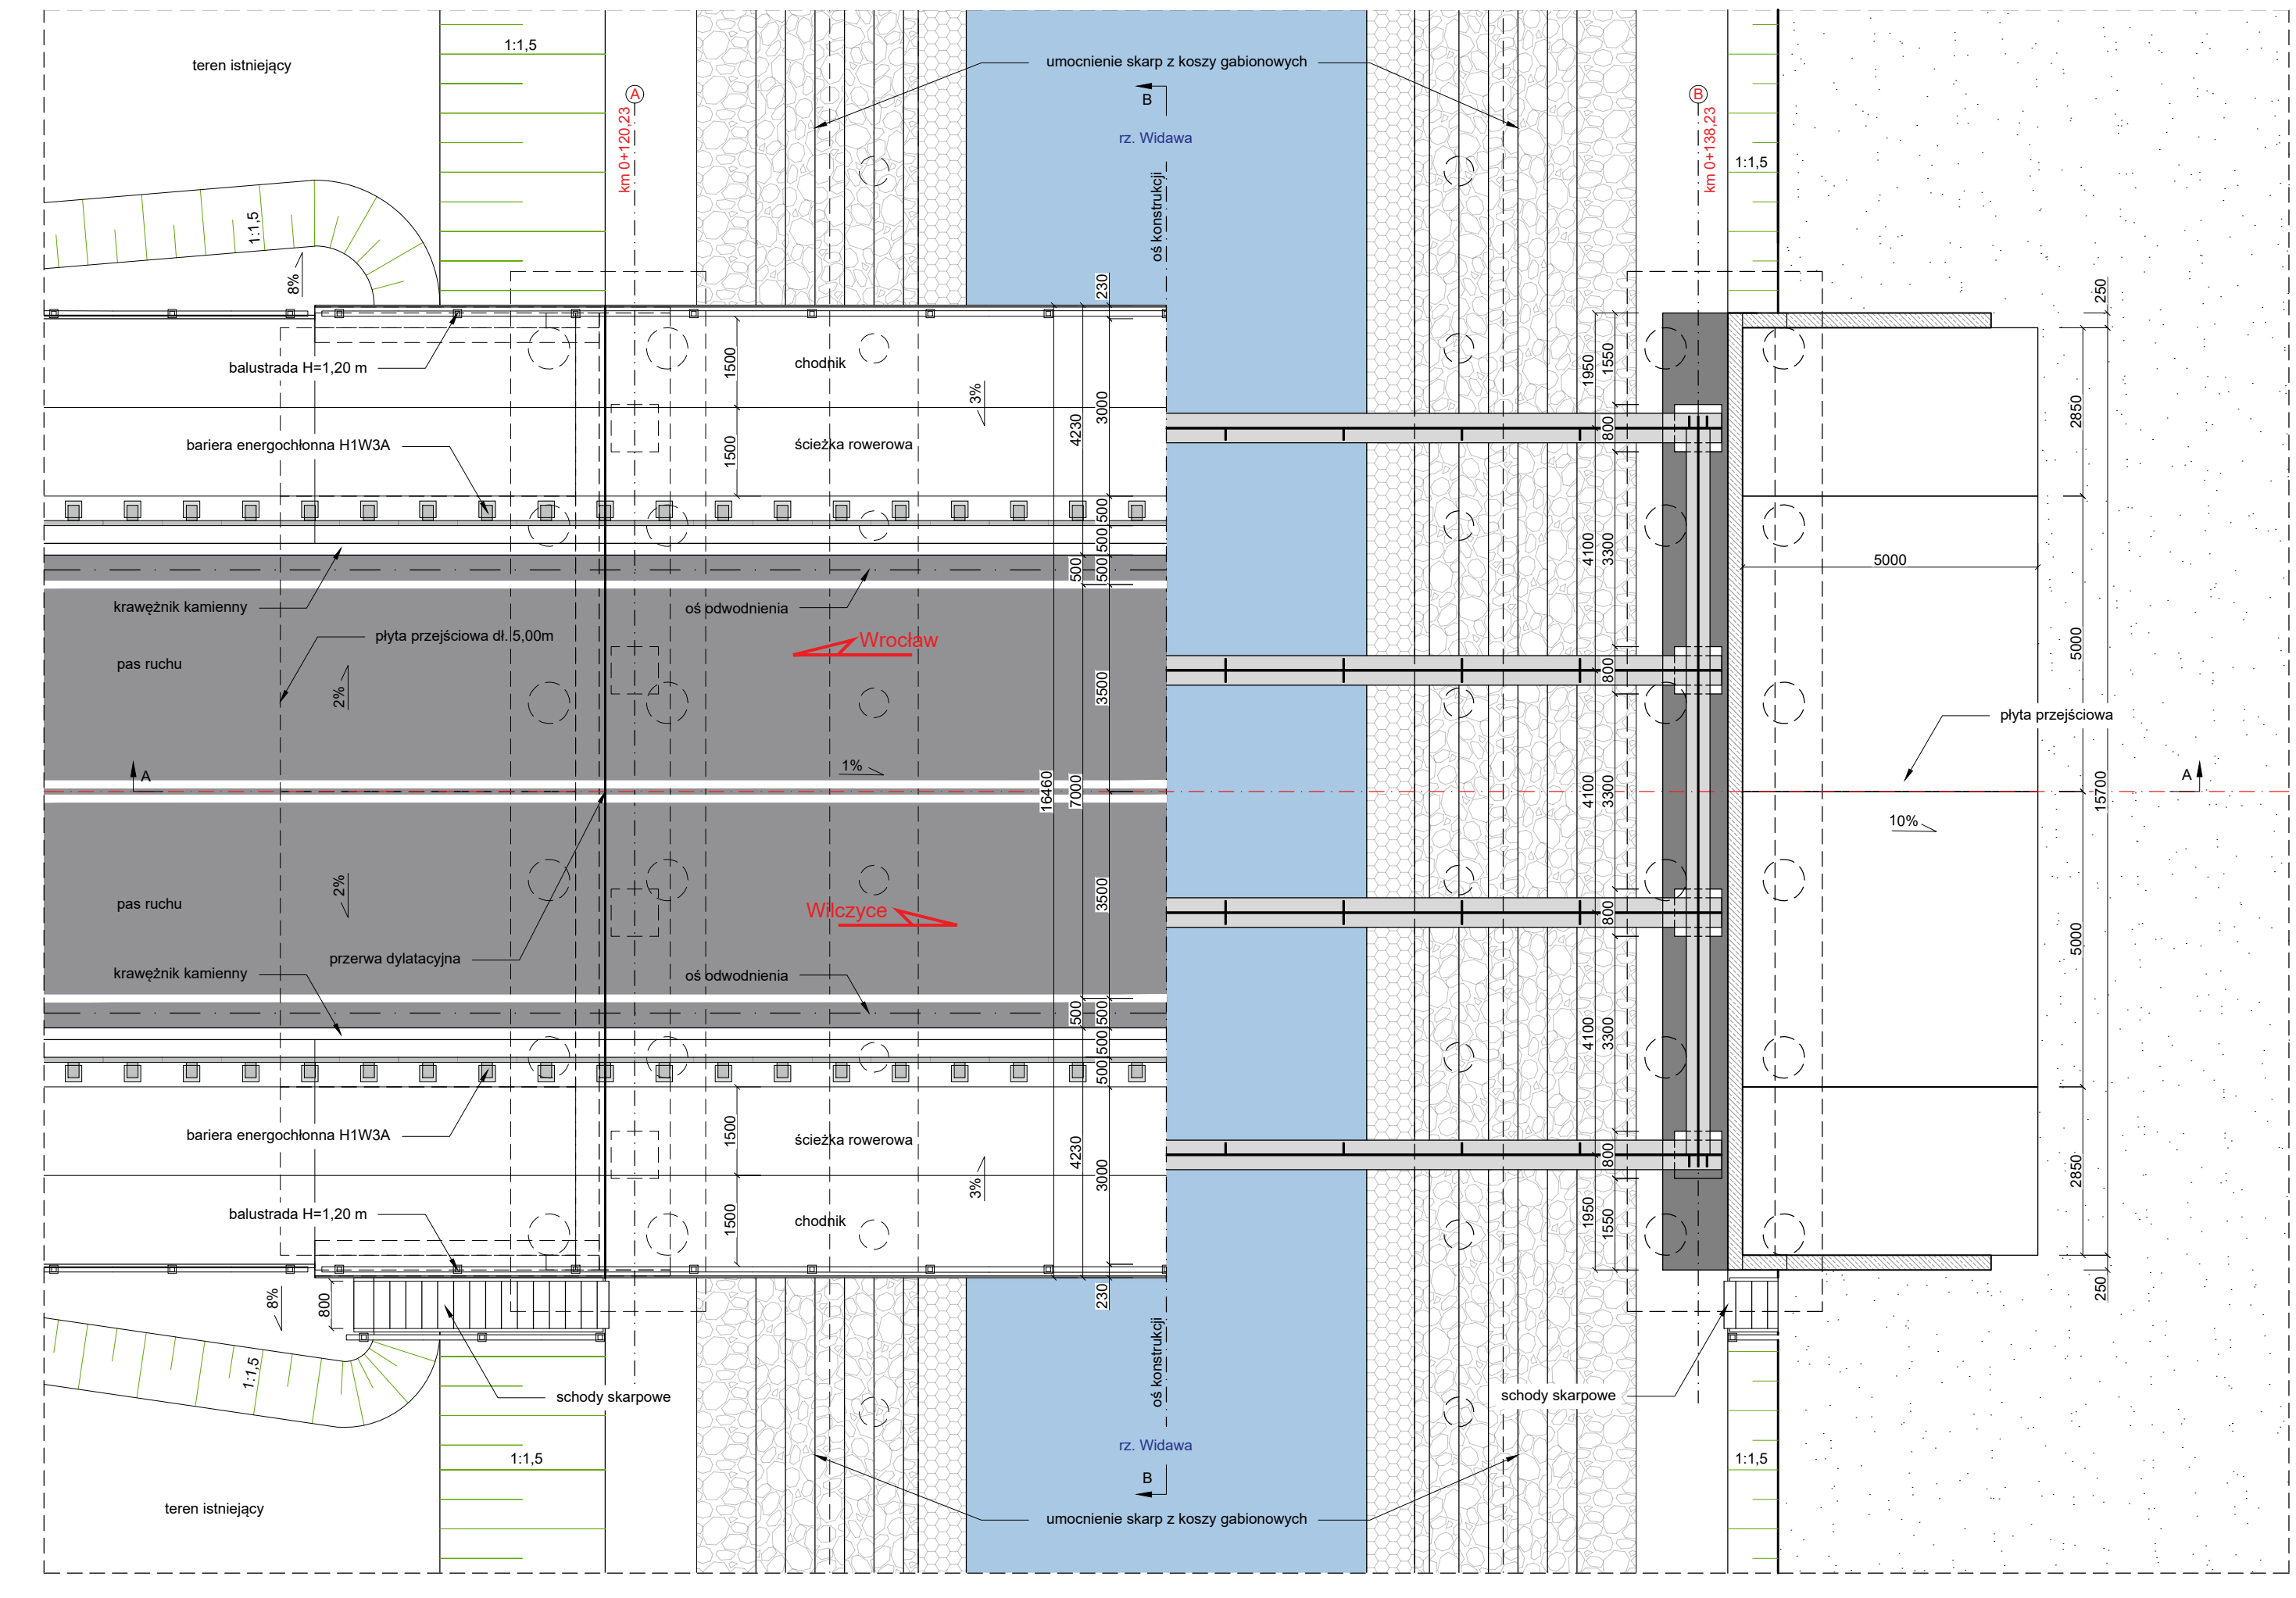 1:1,5
teren istniejący
umocnienie skarp z koszy gabionowych
A
B
B
km 0+120,23
km 0+138,23
rz. Widawa
1:1,5
oś konstrukcji
1:1,5
8%
230
250
balustrada H=1,20 m
1500
chodnik
3%
3000
4230
1950
1550
2850
bariera energochłonna H1W3A
1500
ścieżka rowerowa
800
500
500
500
500
4100
3300
5000
krawężnik kamienny
oś odwodnienia
płyta przejściowa dł. 5,00m
Wrocław
pas ruchu
2%
3500
800
5000
płyta przejściowa
A
1%
16460
7000
4100
3300
15700
A
10%
pas ruchu
2%
Wilczyce
3500
800
5000
przerwa dylatacyjna
krawężnik kamienny
oś odwodnienia
500
500
500
500
4100
3300
bariera energochłonna H1W3A
1500
ścieżka rowerowa
4230
3000
800
3%
2850
balustrada H=1,20 m
1500
chodnik
1950
1550
8%
800
230
250
1:1,5
schody skarpowe
oś konstrukcji
schody skarpowe
rz. Widawa
1:1,5
1:1,5
B
teren istniejący
umocnienie skarp z koszy gabionowych